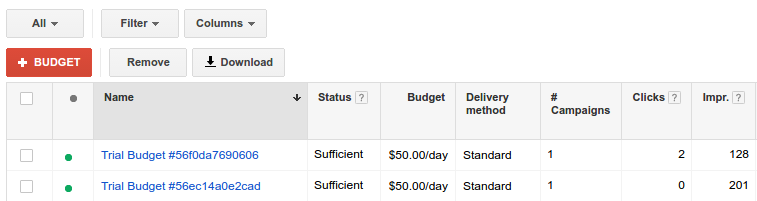 All Filter Columns
+ BUDGET Remove Download
Name Status ? Budget Delivery method # Campaigns Clicks ? Impr. ?
Trial Budget #56f0da7690606 Sufficient $50.00/day Standard 1 2 128
Trial Budget #56ec14a0e2cad Sufficient $50.00/day Standard 1 0 201